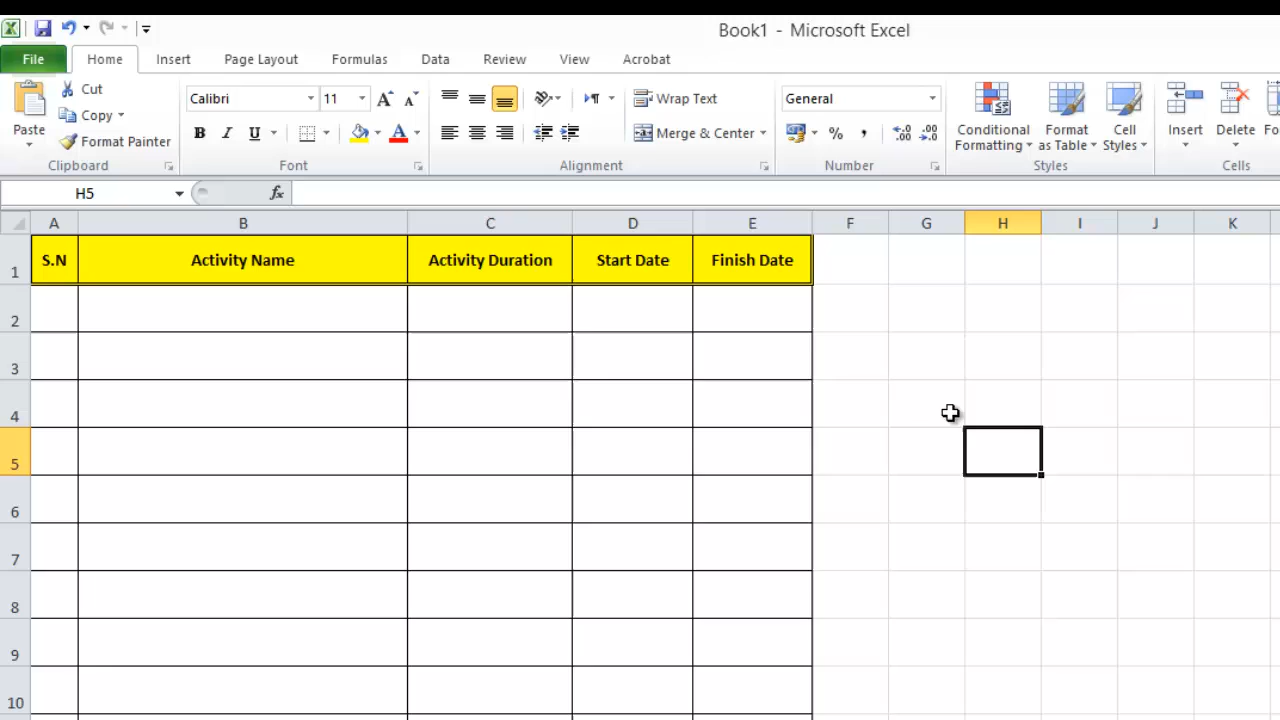 Book1 - Microsoft Excel
File Home Insert Page Layout Formulas Data Review View Acrobat
Paste
Cut
Copy
Format Painter
Clipboard
Calibri 11
B I U A
Font
Wrap Text
Merge & Center
Alignment
General
%
Number
Conditional Formatting
Format as Table
Cell Styles
Styles
Insert
Delete
Cells
H5 fx
A B C D E F G H I J K
1 S.N Activity Name Activity Duration Start Date Finish Date
2
3
4
5
6
7
8
9
10